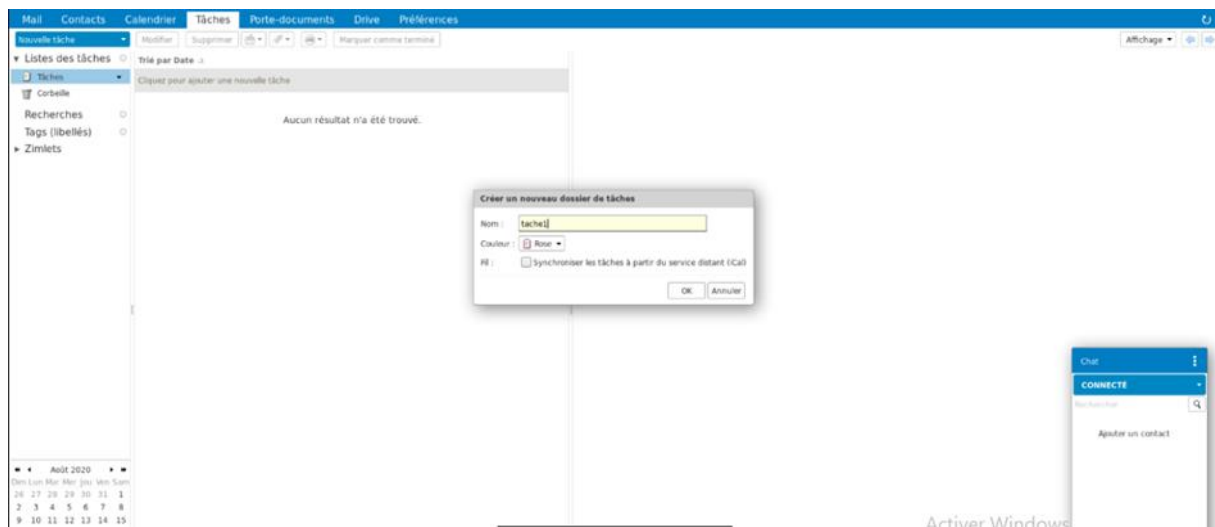 Mail Contacts Calendrier Tâches Porte-documents Drive Préférences
Nouvelle tâche Modifier Supprimer Marquer comme terminé Affichage
Listes des tâches
Tâches
Corbeille
Recherches
Tags (libellés)
Zimlets
Trié par Date
Cliquez pour ajouter une nouvelle tâche
Aucun résultat n'a été trouvé.
Créer un nouveau dossier de tâches
Nom : tache1
Couleur : Rose
Fil : Synchroniser les tâches à partir du service distant (iCal)
OK Annuler
Chat
CONNECTÉ
Rechercher
Ajouter un contact
Août 2020
Dim Lun Mar Mer Jeu Ven Sam
26 27 28 29 30 31 1
2 3 4 5 6 7 8
9 10 11 12 13 14 15
Activer Windows